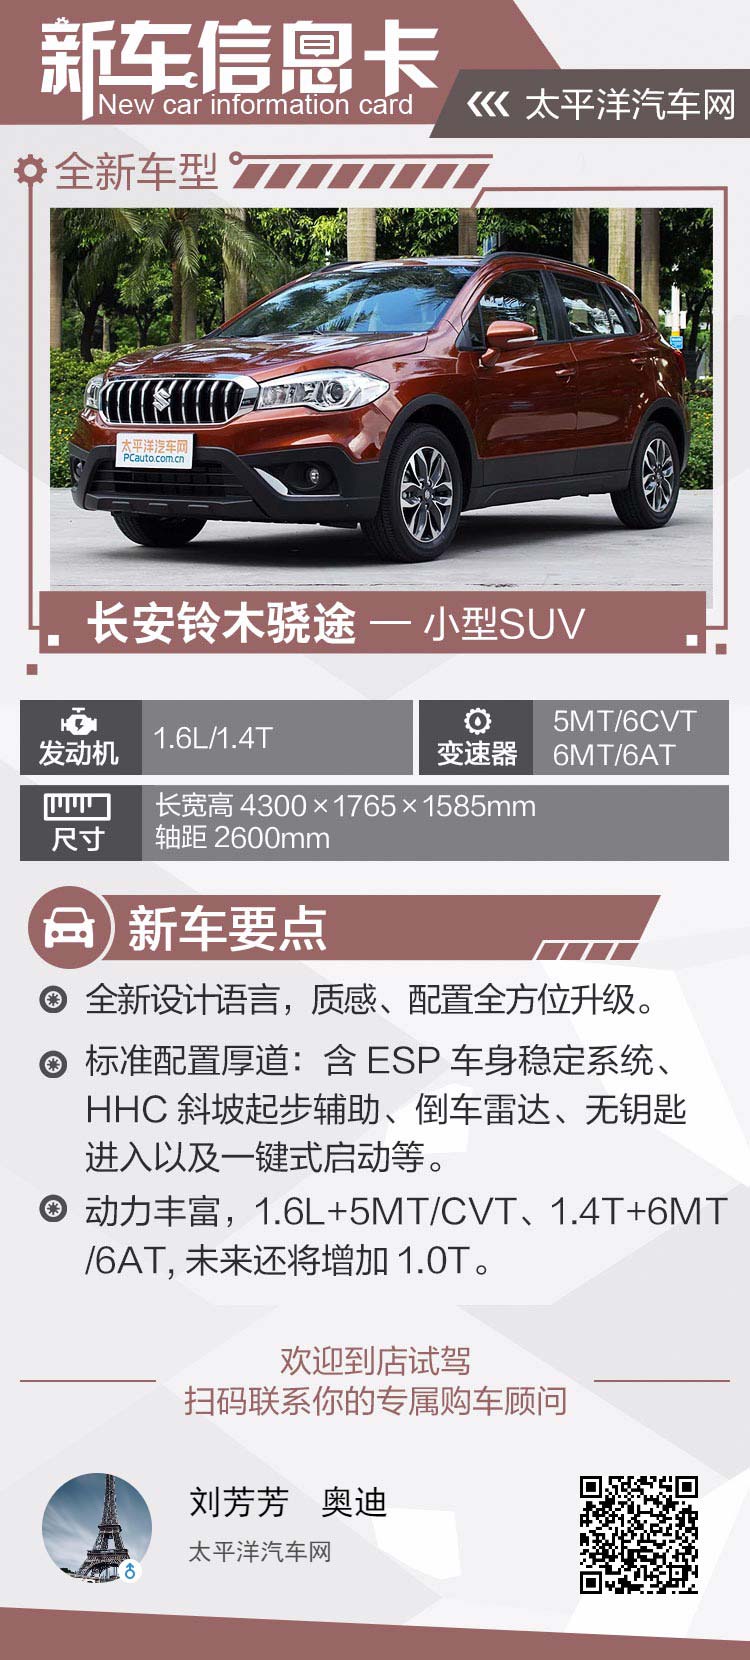 新车信息卡
New car information card
太平洋汽车网
全新车型
太平洋汽车网
PCauto.com.cn
长安铃木骁途 — 小型SUV
发动机
1.6L/1.4T
变速器
5MT/6CVT
6MT/6AT
尺寸
长宽高 4300×1765×1585mm
轴距 2600mm
新车要点
全新设计语言，质感、配置全方位升级。
标准配置厚道：含 ESP 车身稳定系统、
HHC 斜坡起步辅助、倒车雷达、无钥匙
进入以及一键式启动等。
动力丰富，1.6L+5MT/CVT、1.4T+6MT
/6AT, 未来还将增加 1.0T。
欢迎到店试驾
扫码联系你的专属购车顾问
刘芳芳 奥迪
太平洋汽车网